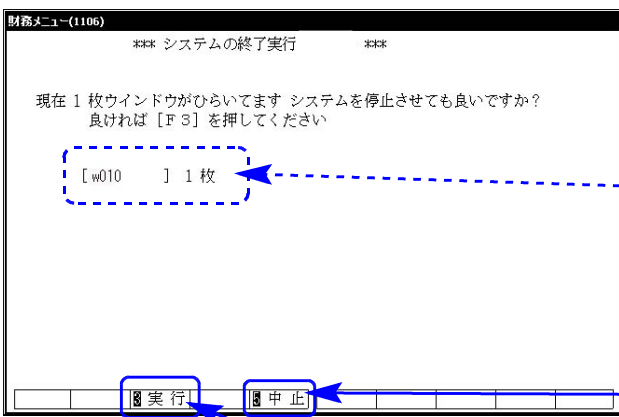 財務メニュー(1106)
*** システムの終了実行 ***
現在 1 枚ウインドウがひらいてます システムを停止させても良いですか?
良ければ [F3] を押してください
[w010 ] 1 枚
3 実 行 5 中 止